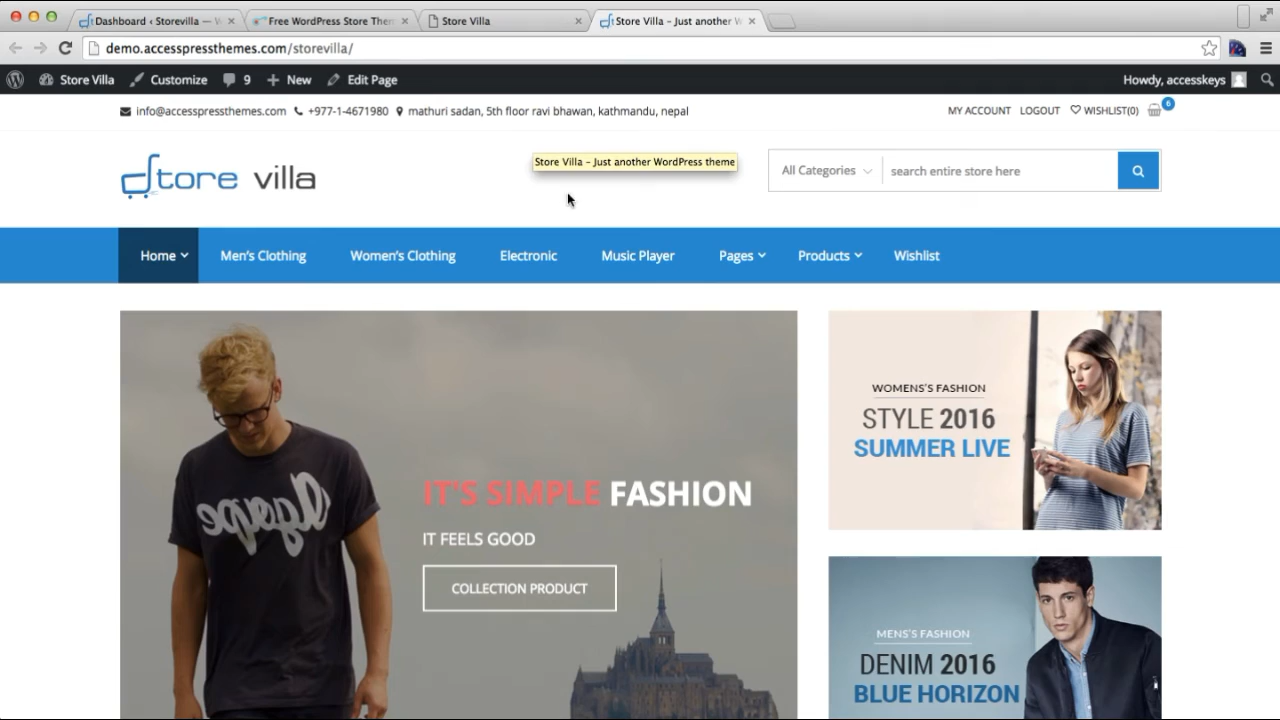 Dashboard ‹ Storevilla — W
Free WordPress Store Them
Store Villa
Store Villa – Just another W
demo.accesspressthemes.com/storevilla/
Store Villa
Customize
9
New
Edit Page
Howdy, accesskeys
info@accesspressthemes.com +977-1-4671980 mathuri sadan, 5th floor ravi bhawan, kathmandu, nepal
MY ACCOUNT LOGOUT WISHLIST(0) 6
Store Villa – Just another WordPress theme
store villa
All Categories search entire store here
Home Men's Clothing Women's Clothing Electronic Music Player Pages Products Wishlist
IT'S SIMPLE FASHION
IT FEELS GOOD
COLLECTION PRODUCT
WOMENS'S FASHION
STYLE 2016
SUMMER LIVE
MENS'S FASHION
DENIM 2016
BLUE HORIZON